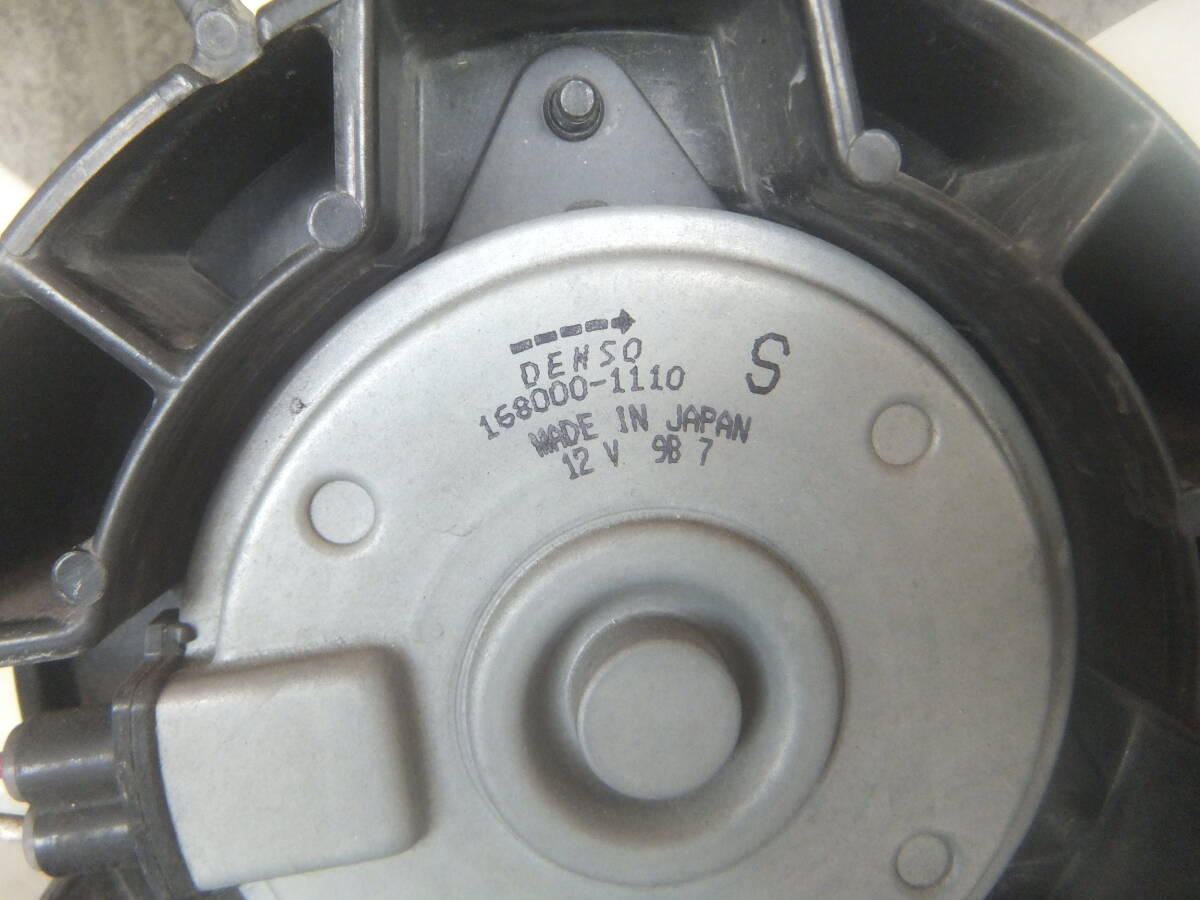 DENSO
S
168000-1110
MADE IN JAPAN
12 V 9B 7